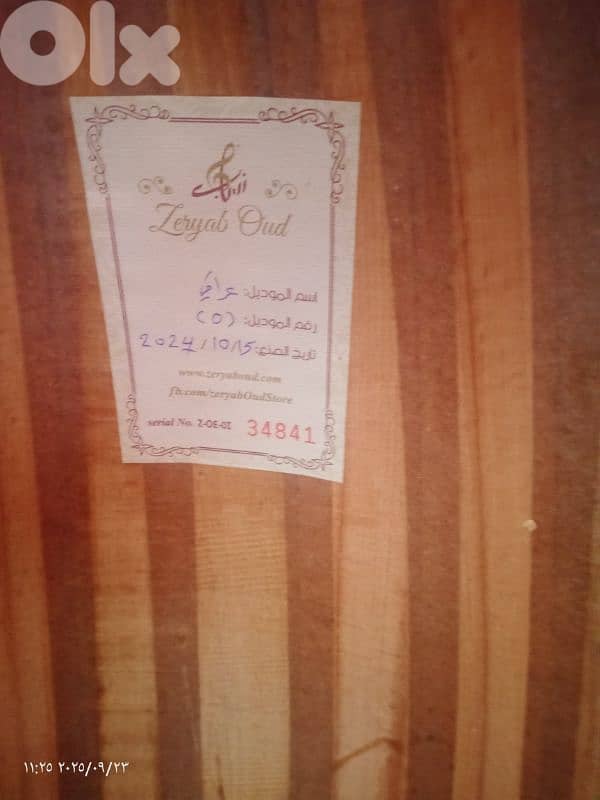 Olx
زرياب
Zeryab Oud
اسم الموديل: عراقي
رقم الموديل: (٥)
تاريخ الصنع: 2024/10/15
www.zeryaboud.com
fb.com/zeryabOudStore
serial No. Z-OE-01 34841
١١:٢٥ ٢٠٢٥/٠٩/٢٣